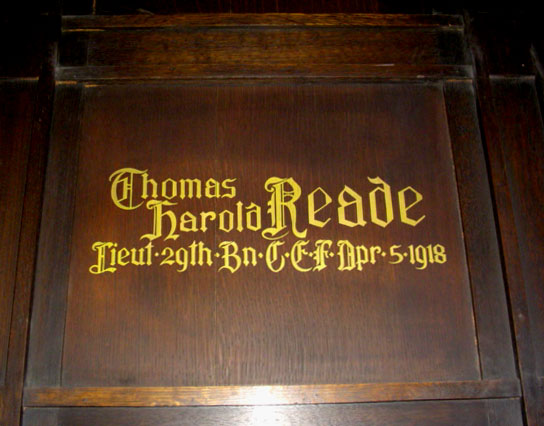 Thomas
Harold Reade
Lieut·29th·Bn·C·E·F·Apr·5·1918